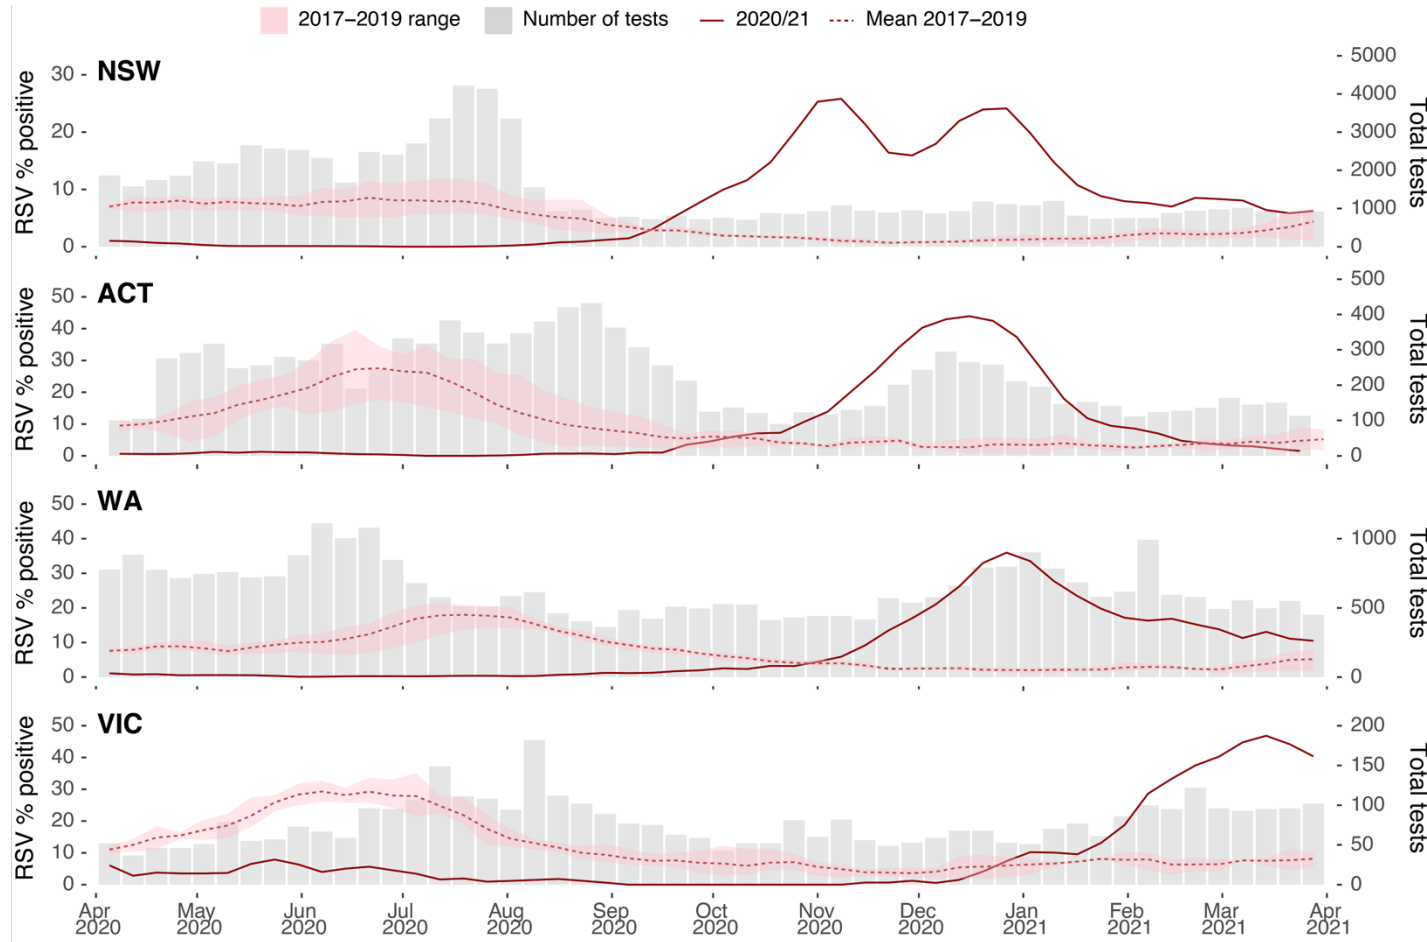 2017–2019 range Number of tests 2020/21 Mean 2017–2019
NSW
RSV % positive
30
20
10
0
5000
4000
3000
2000
1000
0
Total tests
ACT
RSV % positive
50
40
30
20
10
0
500
400
300
200
100
0
Total tests
WA
RSV % positive
50
40
30
20
10
0
1000
500
0
Total tests
VIC
RSV % positive
50
40
30
20
10
0
200
150
100
50
0
Total tests
Apr May Jun Jul Aug Sep Oct Nov Dec Jan Feb Mar Apr
2020 2020 2020 2020 2020 2020 2020 2020 2020 2021 2021 2021 2021